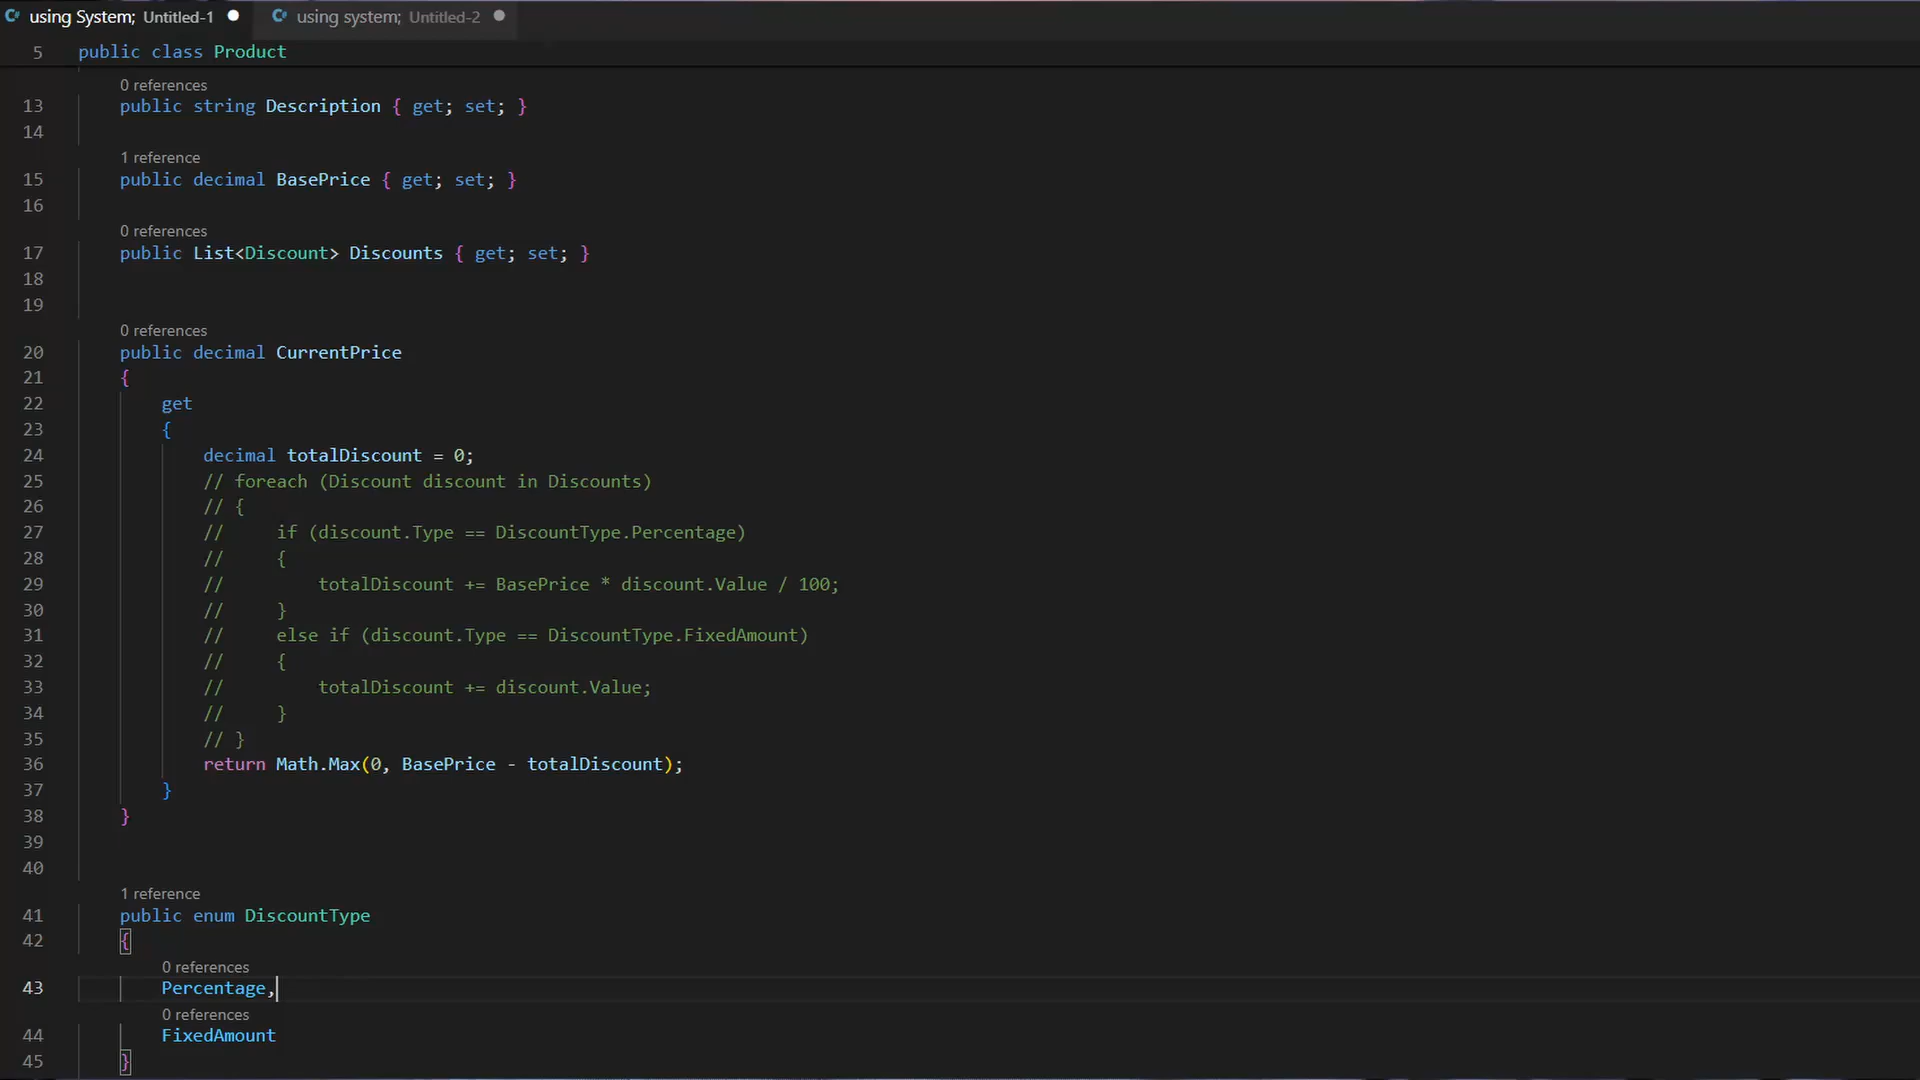 using System; Untitled-1
using system; Untitled-2
5 public class Product
0 references
13 public string Description { get; set; }
14
1 reference
15 public decimal BasePrice { get; set; }
16
0 references
17 public List<Discount> Discounts { get; set; }
18
19
0 references
20 public decimal CurrentPrice
21 {
22 get
23 {
24 decimal totalDiscount = 0;
25 // foreach (Discount discount in Discounts)
26 // {
27 //     if (discount.Type == DiscountType.Percentage)
28 //     {
29 //         totalDiscount += BasePrice * discount.Value / 100;
30 //     }
31 //     else if (discount.Type == DiscountType.FixedAmount)
32 //     {
33 //         totalDiscount += discount.Value;
34 //     }
35 // }
36 return Math.Max(0, BasePrice - totalDiscount);
37 }
38 }
39
40
1 reference
41 public enum DiscountType
42 {
0 references
43 Percentage,
0 references
44 FixedAmount
45 }